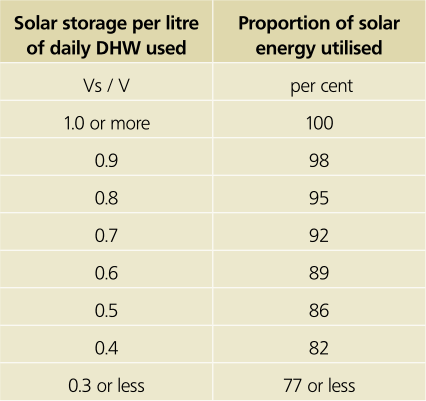 Solar storage per litre
of daily DHW used
Proportion of solar
energy utilised
Vs / V
per cent
1.0 or more
100
0.9
98
0.8
95
0.7
92
0.6
89
0.5
86
0.4
82
0.3 or less
77 or less